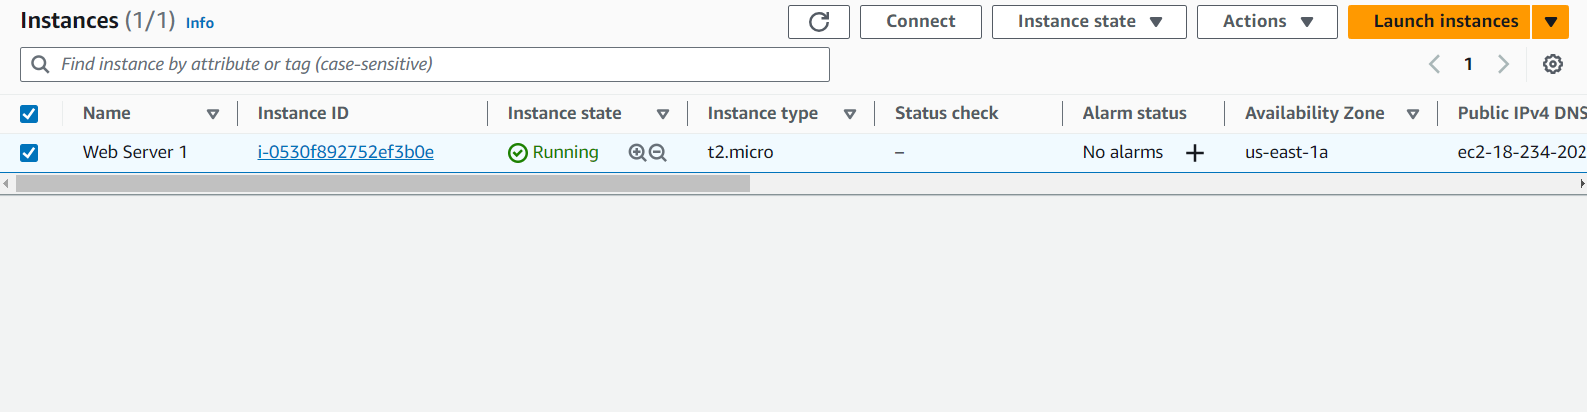 Instances (1/1) Info
Connect
Instance state
Actions
Launch instances
Find instance by attribute or tag (case-sensitive)
1
Name Instance ID Instance state Instance type Status check Alarm status Availability Zone Public IPv4 DNS
Web Server 1 i-0530f892752ef3b0e Running t2.micro – No alarms + us-east-1a ec2-18-234-202